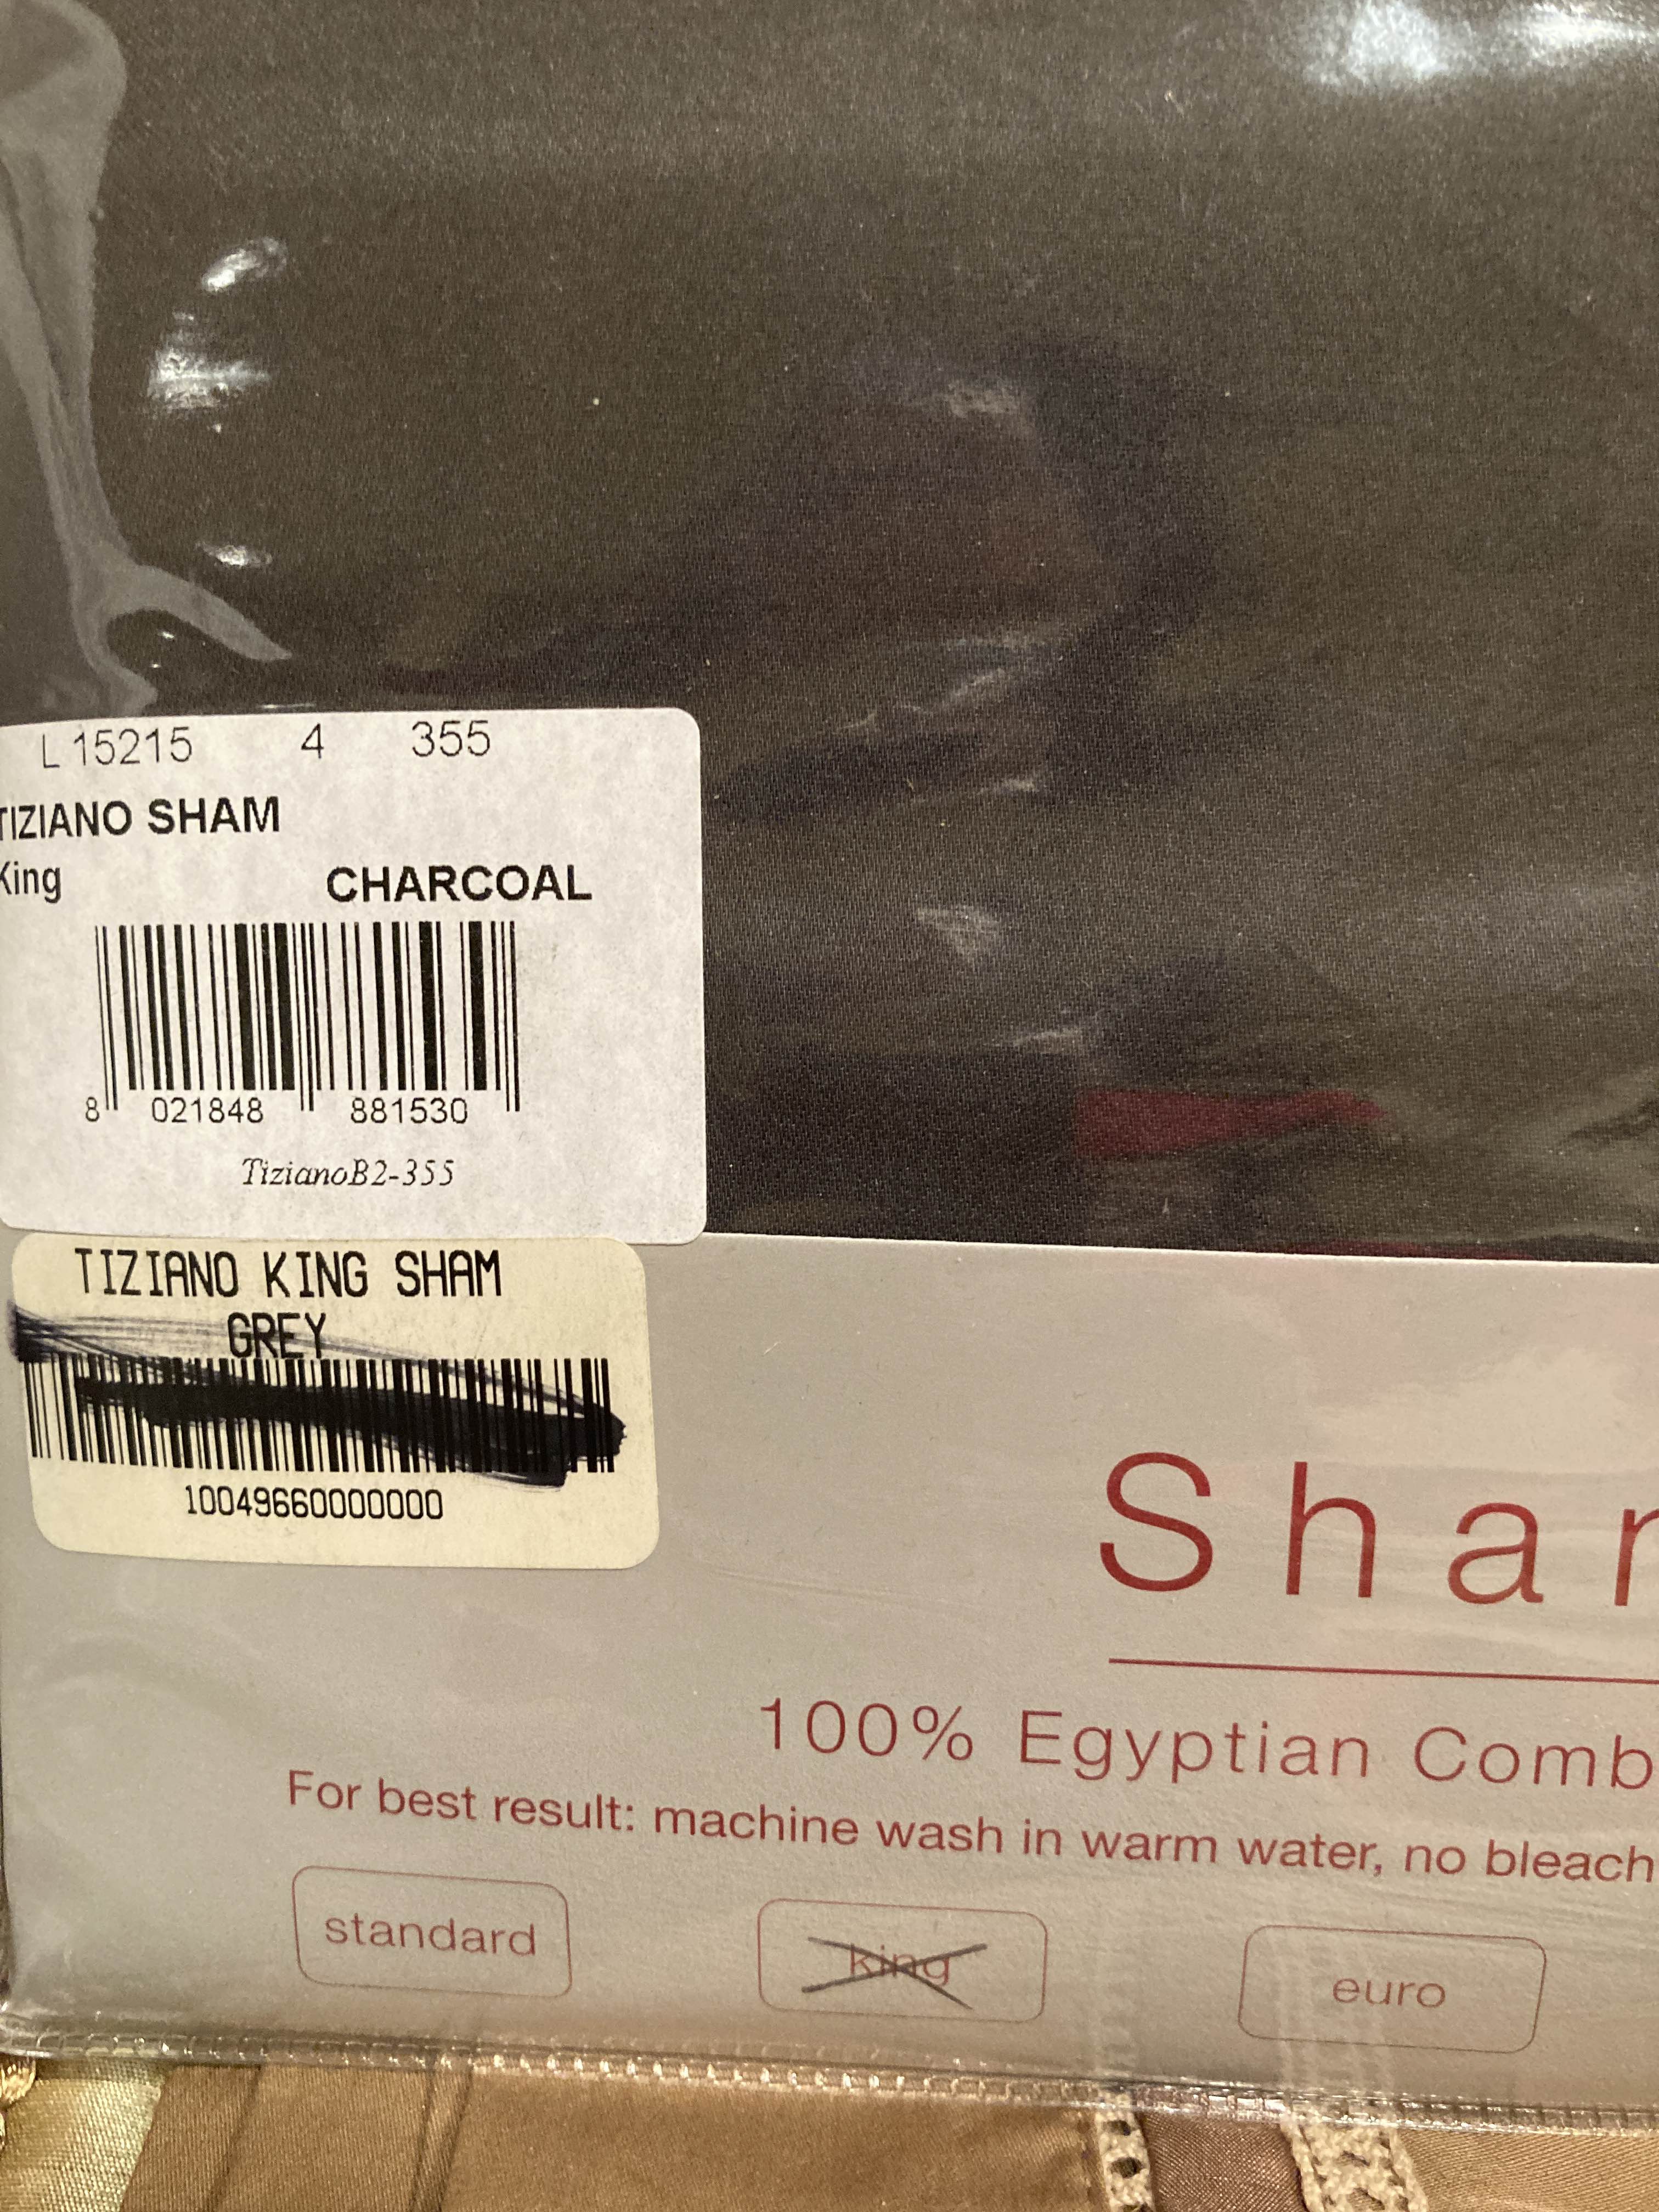 L 15215 4 355
TIZIANO SHAM
King CHARCOAL
8 021848 881530
TizianoB2-355
TIZIANO KING SHAM
GREY
10049660000000
Sham
100% Egyptian Comb
For best result: machine wash in warm water, no bleach
standard king euro